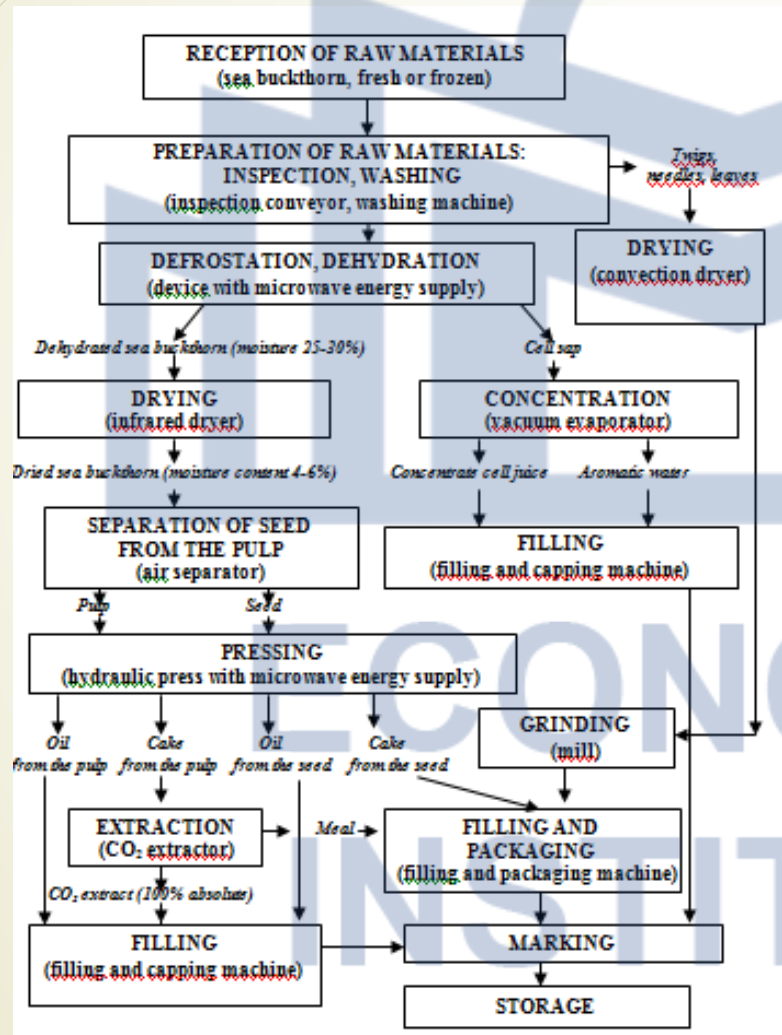 RECEPTION OF RAW MATERIALS
(sea buckthorn, fresh or frozen)
PREPARATION OF RAW MATERIALS:
INSPECTION, WASHING
(inspection conveyor, washing machine)
Twigs,
needles, leaves
DRYING
(convection dryer)
DEFROSTATION, DEHYDRATION
(device with microwave energy supply)
Dehydrated sea buckthorn (moisture 25-30%)
Cell sap
DRYING
(infrared dryer)
CONCENTRATION
(vacuum evaporator)
Dried sea buckthorn (moisture content 4-6%)
Concentrate cell juice
Aromatic water
SEPARATION OF SEED
FROM THE PULP
(air separator)
FILLING
(filling and capping machine)
Pulp
Seed
PRESSING
(hydraulic press with microwave energy supply)
GRINDING
(mill)
Oil
from the pulp
Cake
from the pulp
Oil
from the seed
Cake
from the seed
EXTRACTION
(CO₂ extractor)
Meal
FILLING AND
PACKAGING
(filling and packaging machine)
CO₂ extract (100% absolute)
FILLING
(filling and capping machine)
MARKING
STORAGE
ECONO
INSTIT